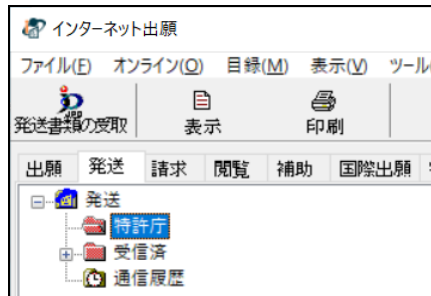 インターネット出願
ファイル(F) オンライン(O) 目録(M) 表示(V) ツール
発送書類の受取 表示 印刷
出願 発送 請求 閲覧 補助 国際出願
発送
特許庁
受信済
通信履歴